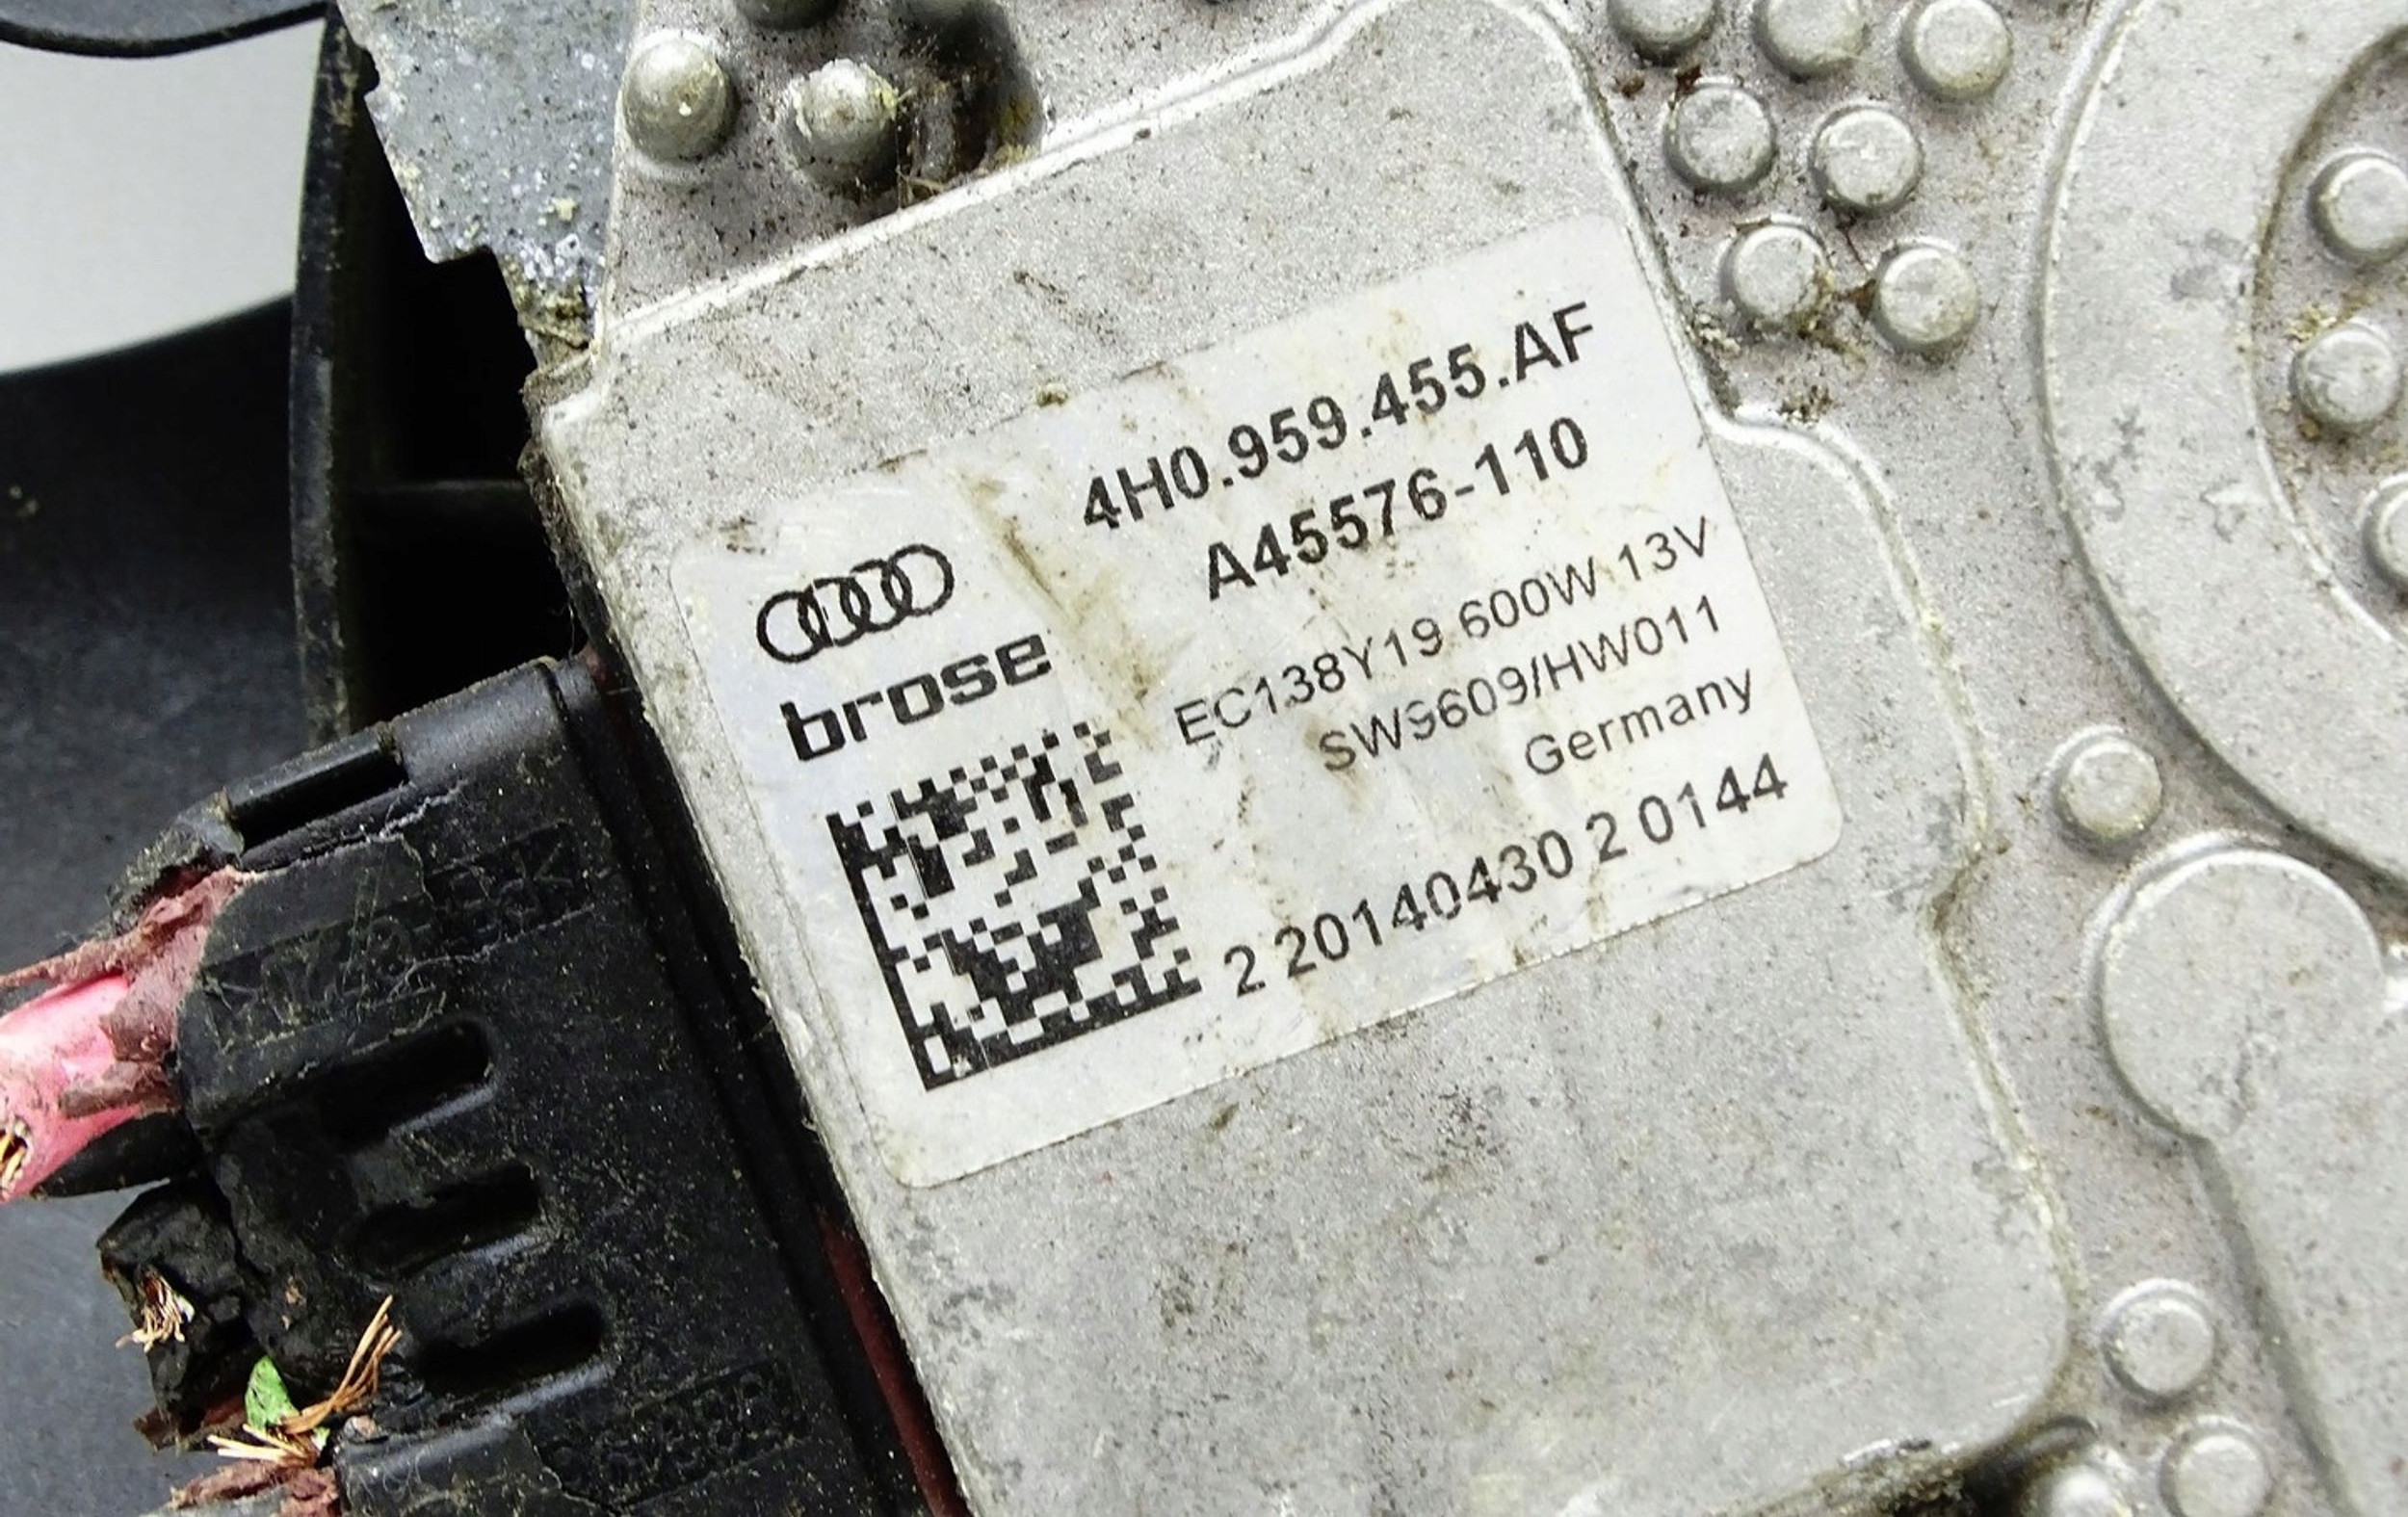 4H0.959.455.AF
A45576-110
brose
EC138Y19 600W 13V
SW9609/HW011
Germany
2 20140430 2 0144